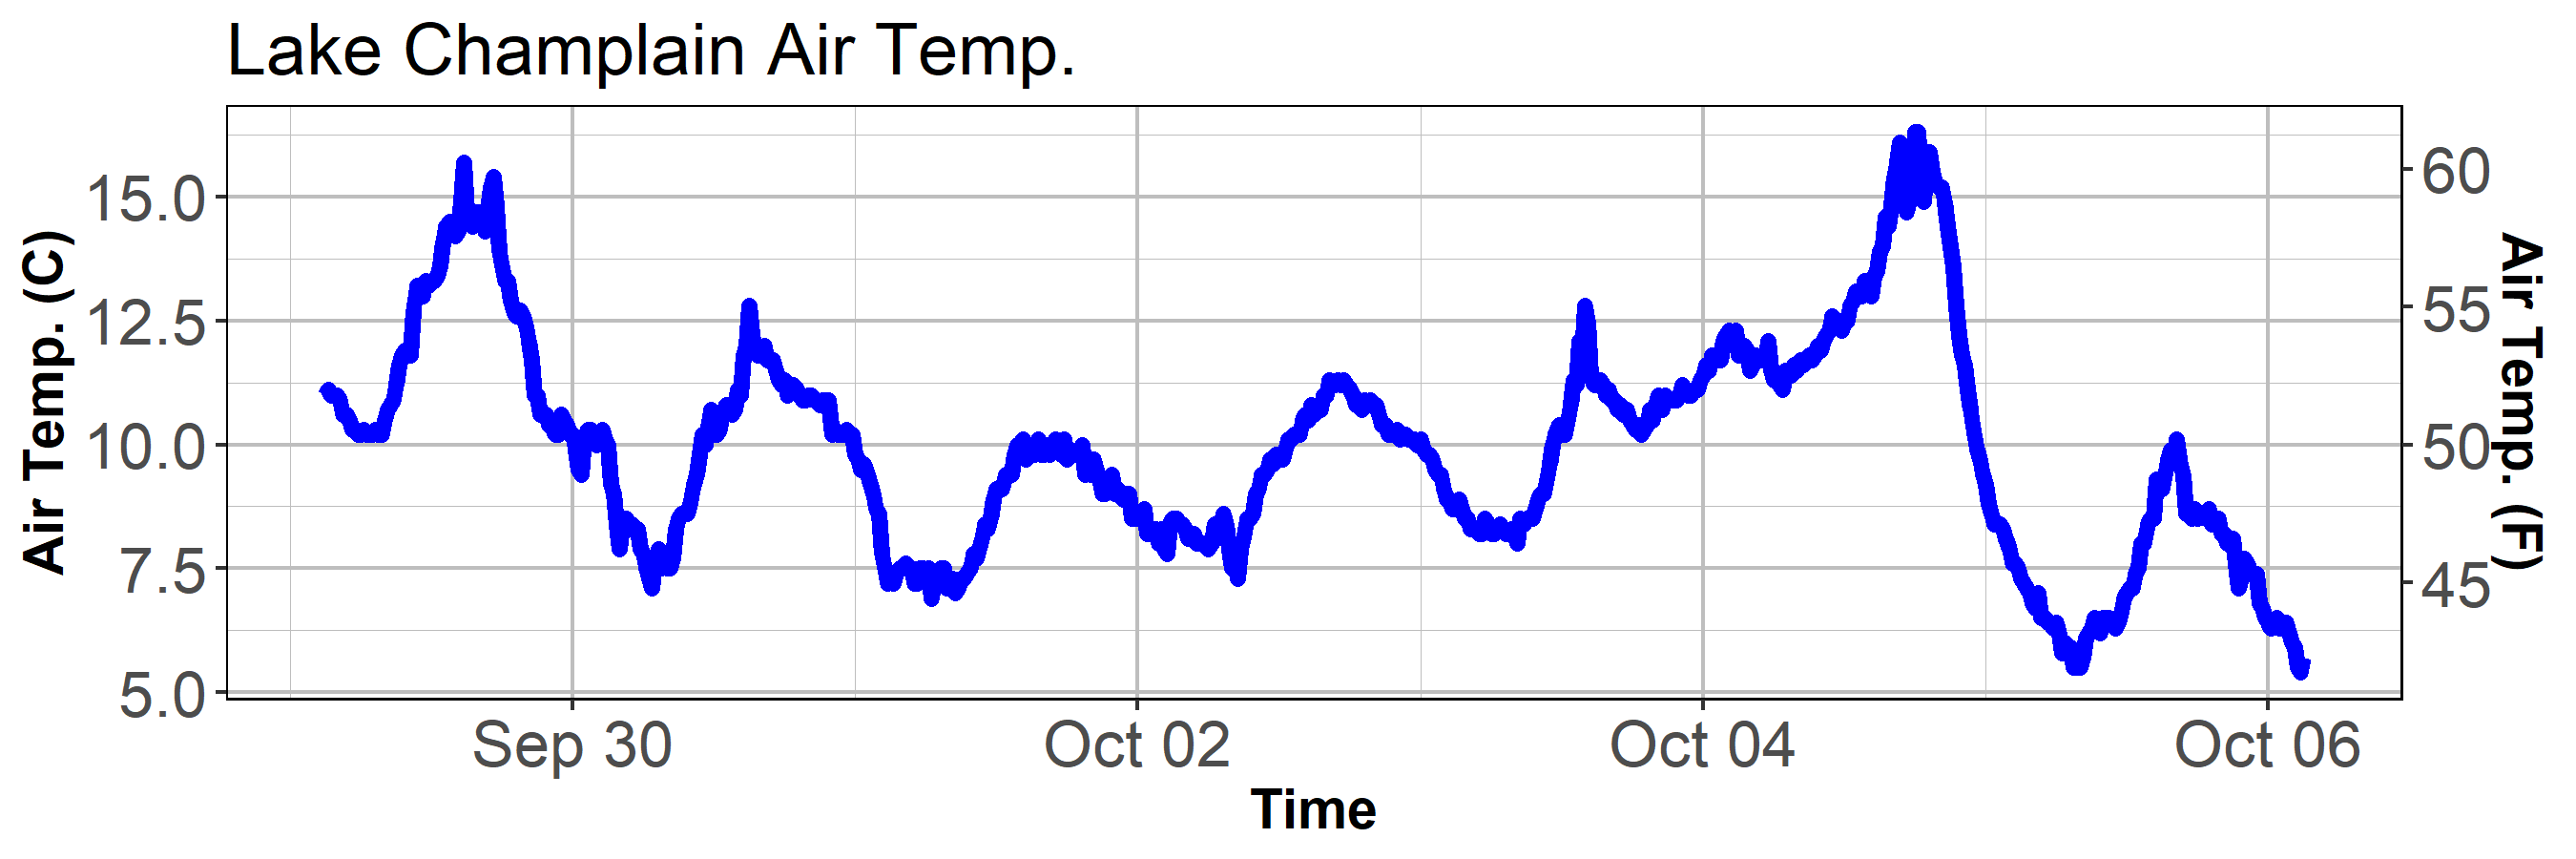 Lake Champlain Air Temp.
Air Temp. (C)
15.0
12.5
10.0
7.5
5.0
60
55
50
45
Air Temp. (F)
Sep 30
Oct 02
Oct 04
Oct 06
Time